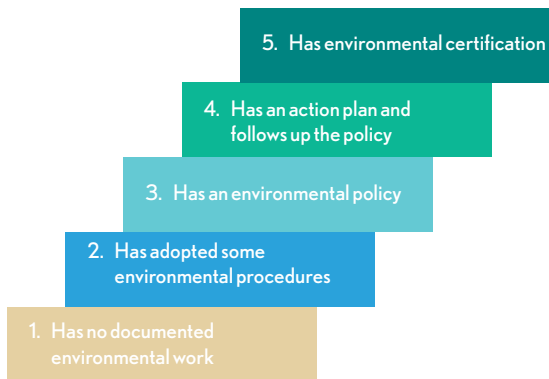 5. Has environmental certification
4. Has an action plan and
follows up the policy
3. Has an environmental policy
2. Has adopted some
environmental procedures
1. Has no documented
environmental work